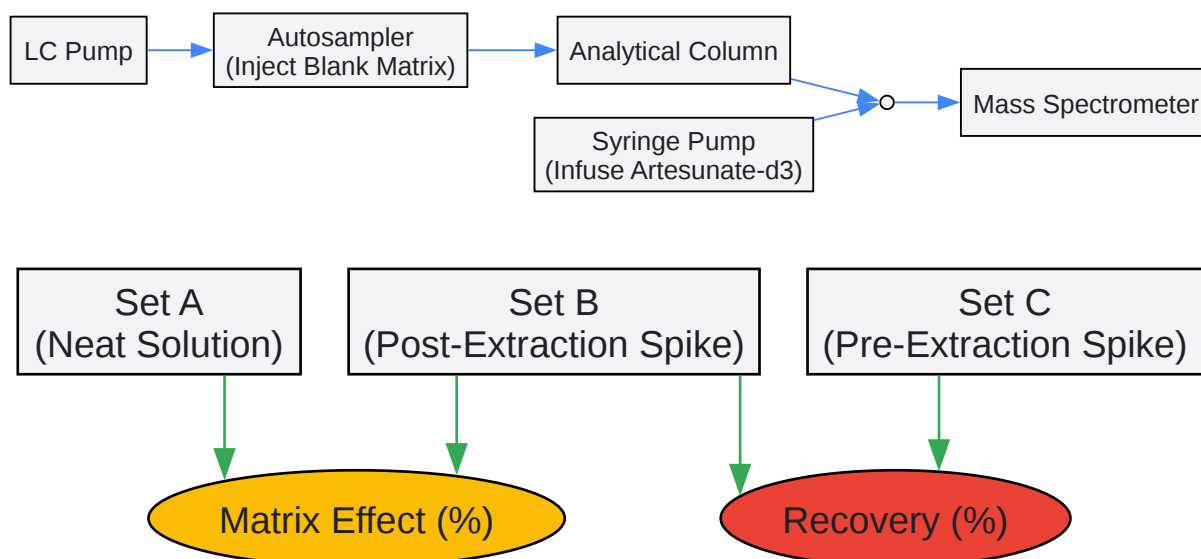 LC Pump
Autosampler
(Inject Blank Matrix)
Analytical Column
Syringe Pump
(Infuse Artesunate-d3)
Mass Spectrometer
Set A
(Neat Solution)
Set B
(Post-Extraction Spike)
Set C
(Pre-Extraction Spike)
Matrix Effect (%)
Recovery (%)